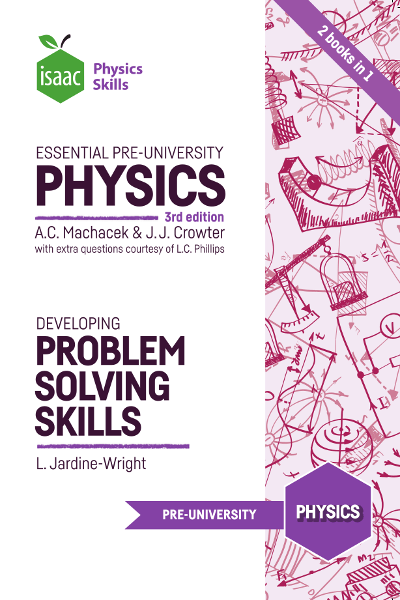 2 books in 1
isaac
Physics
Skills
ESSENTIAL PRE-UNIVERSITY
PHYSICS
3rd edition
A.C. Machacek & J.J. Crowter
with extra questions courtesy of L.C. Phillips
DEVELOPING
PROBLEM
SOLVING
SKILLS
L. Jardine-Wright
PRE-UNIVERSITY
PHYSICS
V